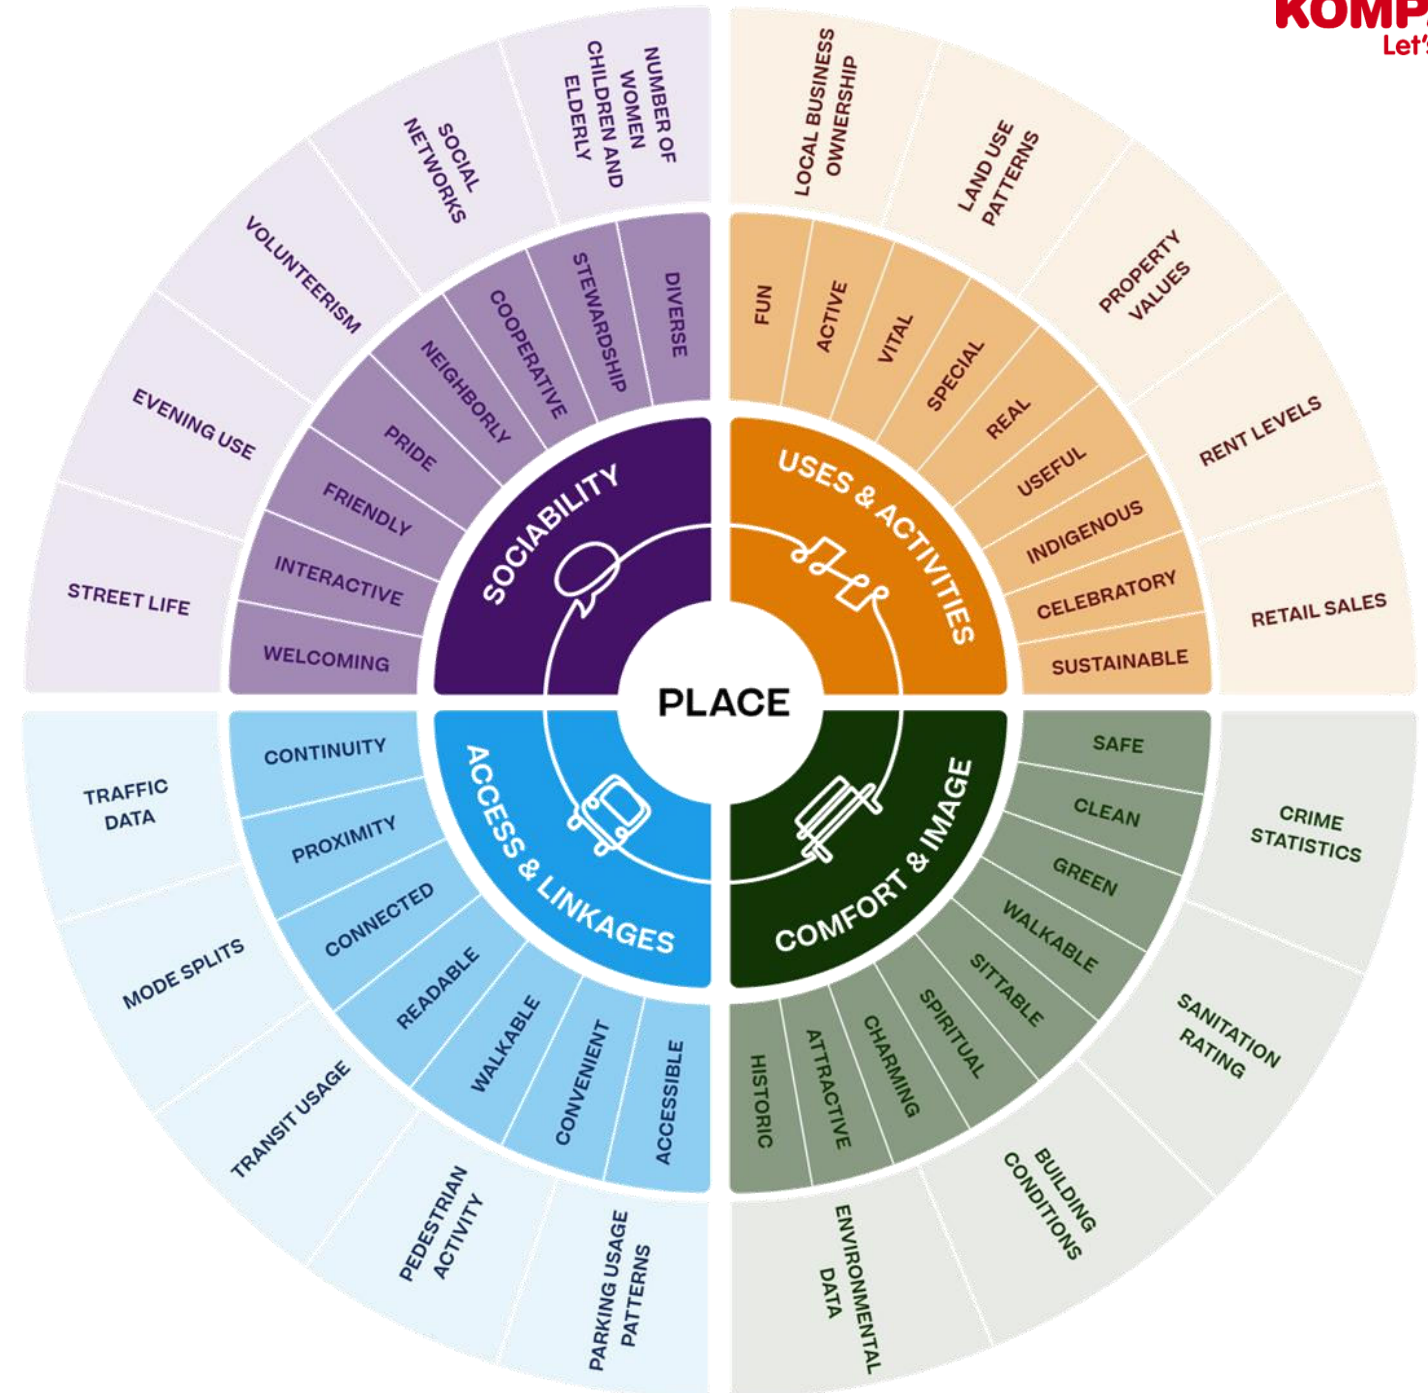 KOMP
Let's
PLACE
SOCIABILITY
DIVERSE
STEWARDSHIP
COOPERATIVE
NEIGHBORLY
PRIDE
FRIENDLY
INTERACTIVE
WELCOMING
NUMBER OF
WOMEN
CHILDREN AND
ELDERLY
SOCIAL
NETWORKS
VOLUNTEERISM
EVENING USE
STREET LIFE
USES & ACTIVITIES
FUN
ACTIVE
VITAL
SPECIAL
REAL
USEFUL
INDIGENOUS
CELEBRATORY
SUSTAINABLE
LOCAL BUSINESS
OWNERSHIP
LAND USE
PATTERNS
PROPERTY
VALUES
RENT LEVELS
RETAIL SALES
COMFORT & IMAGE
SAFE
CLEAN
GREEN
WALKABLE
SITTABLE
SPIRITUAL
CHARMING
ATTRACTIVE
HISTORIC
CRIME
STATISTICS
SANITATION
RATING
BUILDING
CONDITIONS
ENVIRONMENTAL
DATA
ACCESS & LINKAGES
CONTINUITY
PROXIMITY
CONNECTED
READABLE
WALKABLE
CONVENIENT
ACCESSIBLE
TRAFFIC
DATA
MODE SPLITS
TRANSIT USAGE
PEDESTRIAN
ACTIVITY
PARKING USAGE
PATTERNS